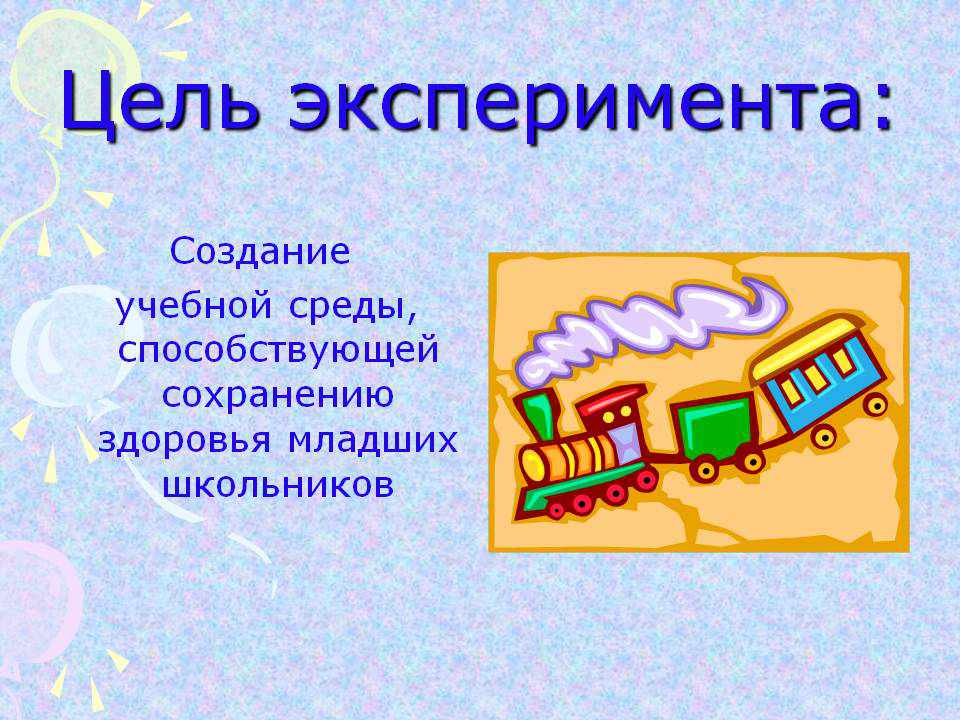 Цель эксперимента:
Создание
учебной среды,
способствующей
сохранению
здоровья младших
школьников